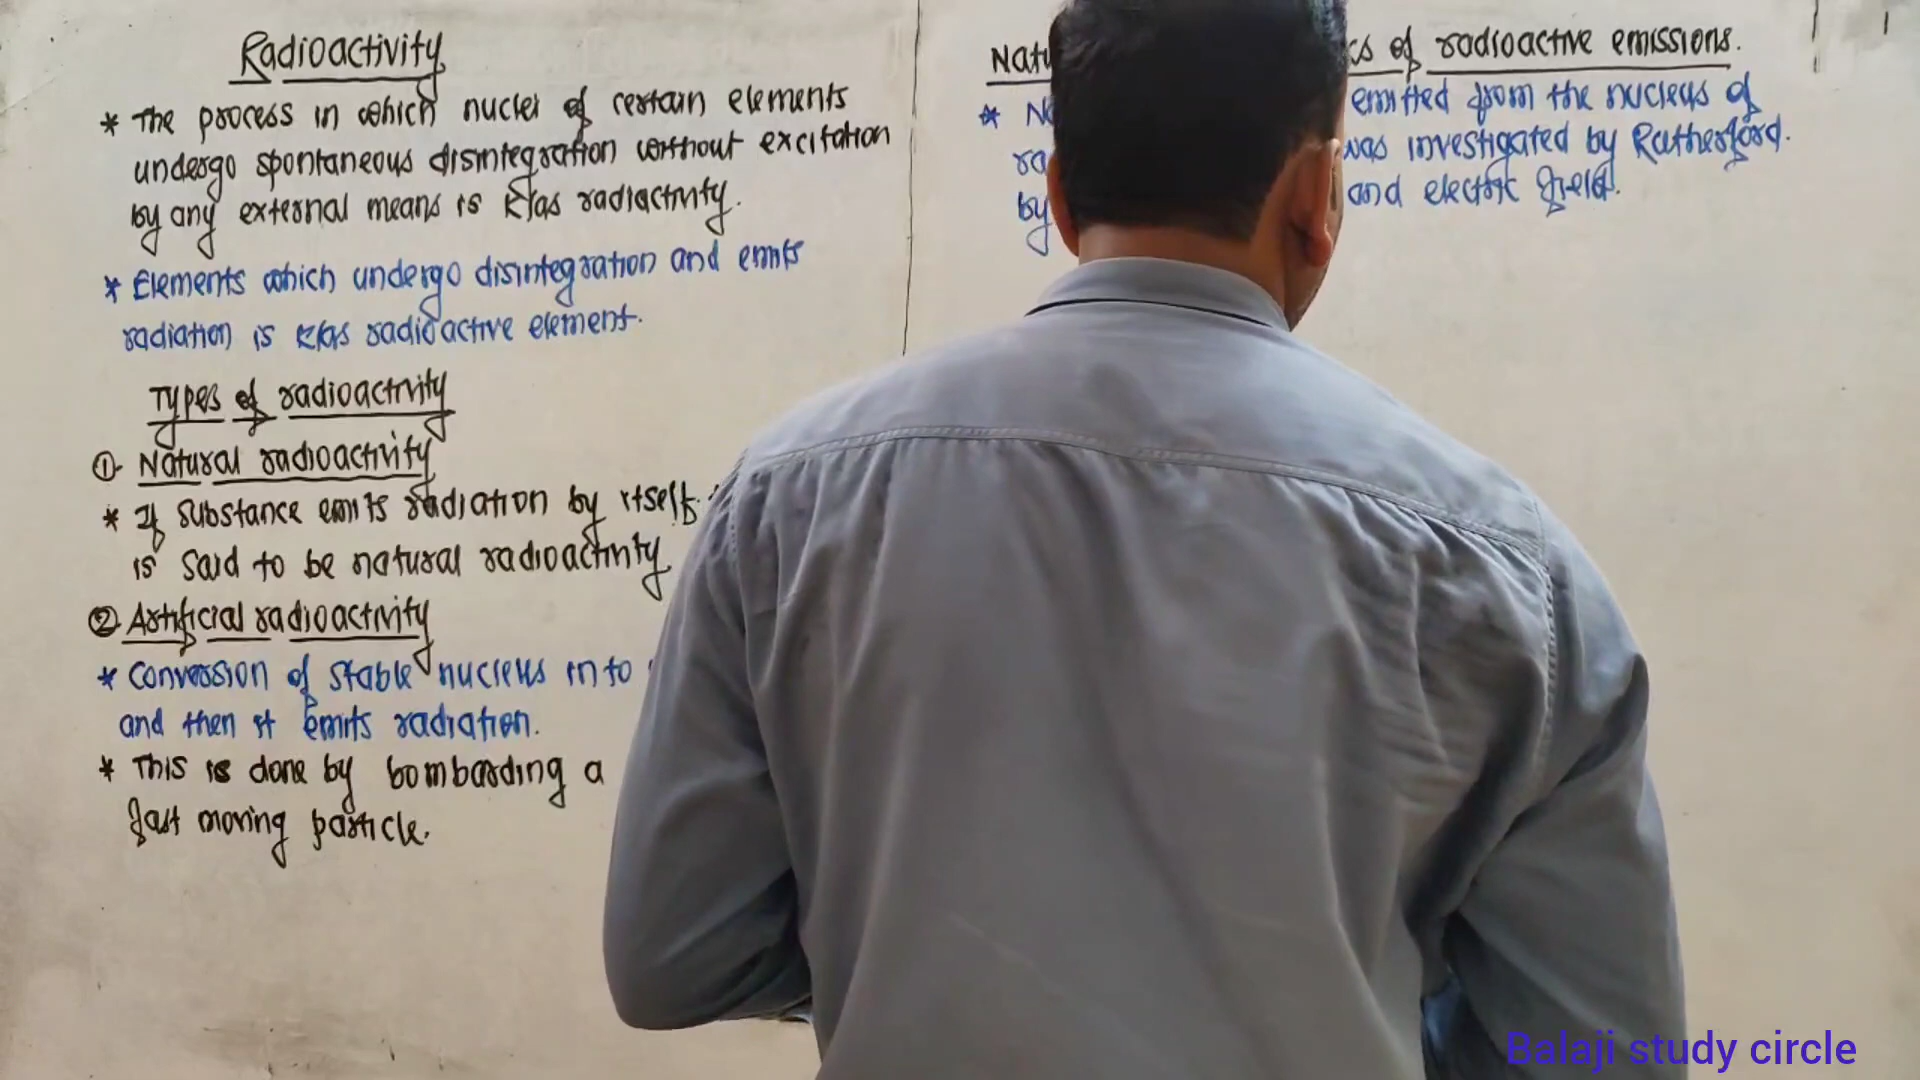 Radioactivity
* The process in which nuclei of certain elements
undergo spontaneous disintegration without excitation
by any external means is k/as radiactivity.
* Elements which undergo disintegration and emits
radiation is k/as radioactive element.
Types of radioactivity
① Natural radioactivity
* If substance emits radiation by itself.
is said to be natural radioactivity
② Artificial radioactivity
* Conversion of stable nucleus in to
and then it emits radiation.
* This is done by bombarding a
fast moving particle.
of radioactive emissions.
* emitted from the nucleus of
was investigated by Rutherford.
by and electric field.
Balaji study circle